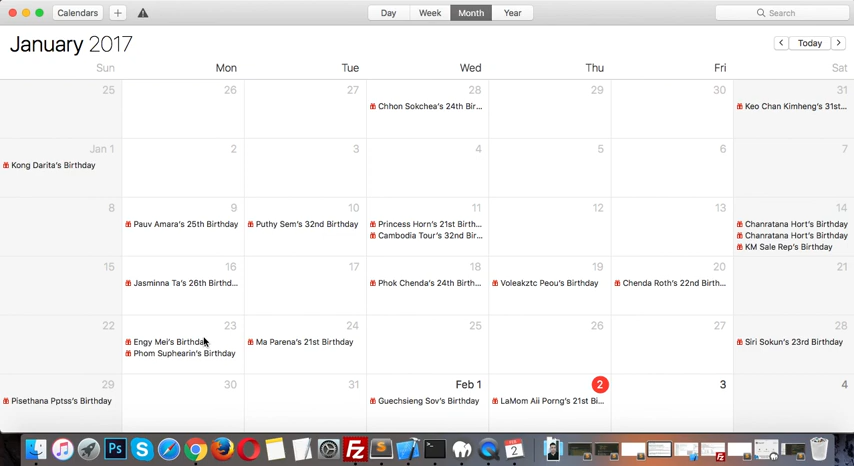 Calendars
+
Day
Week
Month
Year
Search
January 2017
Today
Sun
Mon
Tue
Wed
Thu
Fri
Sat
25
26
27
28
29
30
31
Chhon Sokchea's 24th Bir...
Keo Chan Kimheng's 31st...
Jan 1
2
3
4
5
6
7
Kong Darita's Birthday
8
9
10
11
12
13
14
Pauv Amara's 25th Birthday
Puthy Sem's 32nd Birthday
Princess Horn's 21st Birth...
Chanratana Hort's Birthday
Cambodia Tour's 32nd Bir...
Chanratana Hort's Birthday
KM Sale Rep's Birthday
15
16
17
18
19
20
21
Jasminna Ta's 26th Birthd...
Phok Chenda's 24th Birth...
Voleakztc Peou's Birthday
Chenda Roth's 22nd Birth...
22
23
24
25
26
27
28
Engy Mei's Birthday
Ma Parena's 21st Birthday
Siri Sokun's 23rd Birthday
Phom Suphearin's Birthday
29
30
31
Feb 1
2
3
4
Pisethana Pptss's Birthday
Guechsieng Sov's Birthday
LaMom Aii Porng's 21st Bi...
Ps
S
Fz
S
2